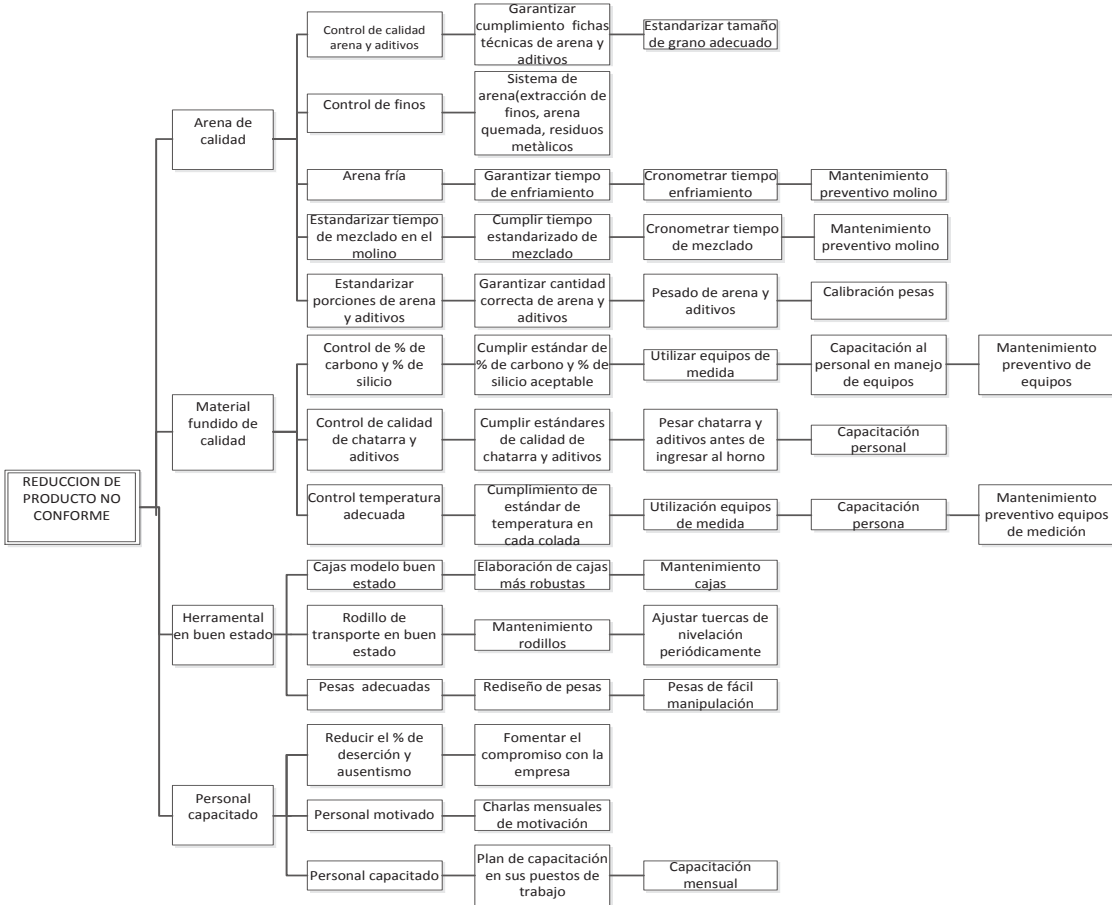 Control de calidad
arena y aditivos
Garantizar
cumplimiento fichas
técnicas de arena y
aditivos
Estandarizar tamaño
de grano adecuado
Control de finos
Sistema de
arena(extracción de
finos, arena
quemada, residuos
metàlicos
Arena de
calidad
Arena fría
Garantizar tiempo
de enfriamiento
Cronometrar tiempo
enfriamiento
Mantenimiento
preventivo molino
Estandarizar tiempo
de mezclado en el
molino
Cumplir tiempo
estandarizado de
mezclado
Cronometrar tiempo
de mezclado
Mantenimiento
preventivo molino
Estandarizar
porciones de arena
y aditivos
Garantizar cantidad
correcta de arena y
aditivos
Pesado de arena y
aditivos
Calibración pesas
Control de % de
carbono y % de
silicio
Cumplir estándar de
% de carbono y % de
silicio aceptable
Utilizar equipos de
medida
Capacitación al
personal en manejo
de equipos
Mantenimiento
preventivo de
equipos
Material
fundido de
calidad
Control de calidad
de chatarra y
aditivos
Cumplir estándares
de calidad de
chatarra y aditivos
Pesar chatarra y
aditivos antes de
ingresar al horno
Capacitación
personal
REDUCCION DE
PRODUCTO NO
CONFORME
Control temperatura
adecuada
Cumplimiento de
estándar de
temperatura en
cada colada
Utilización equipos
de medida
Capacitación
persona
Mantenimiento
preventivo equipos
de medición
Cajas modelo buen
estado
Elaboración de cajas
más robustas
Mantenimiento
cajas
Herramental
en buen estado
Rodillo de
transporte en buen
estado
Mantenimiento
rodillos
Ajustar tuercas de
nivelación
periódicamente
Pesas adecuadas
Rediseño de pesas
Pesas de fácil
manipulación
Reducir el % de
deserción y
ausentismo
Fomentar el
compromiso con la
empresa
Personal
capacitado
Personal motivado
Charlas mensuales
de motivación
Personal capacitado
Plan de capacitación
en sus puestos de
trabajo
Capacitación
mensual